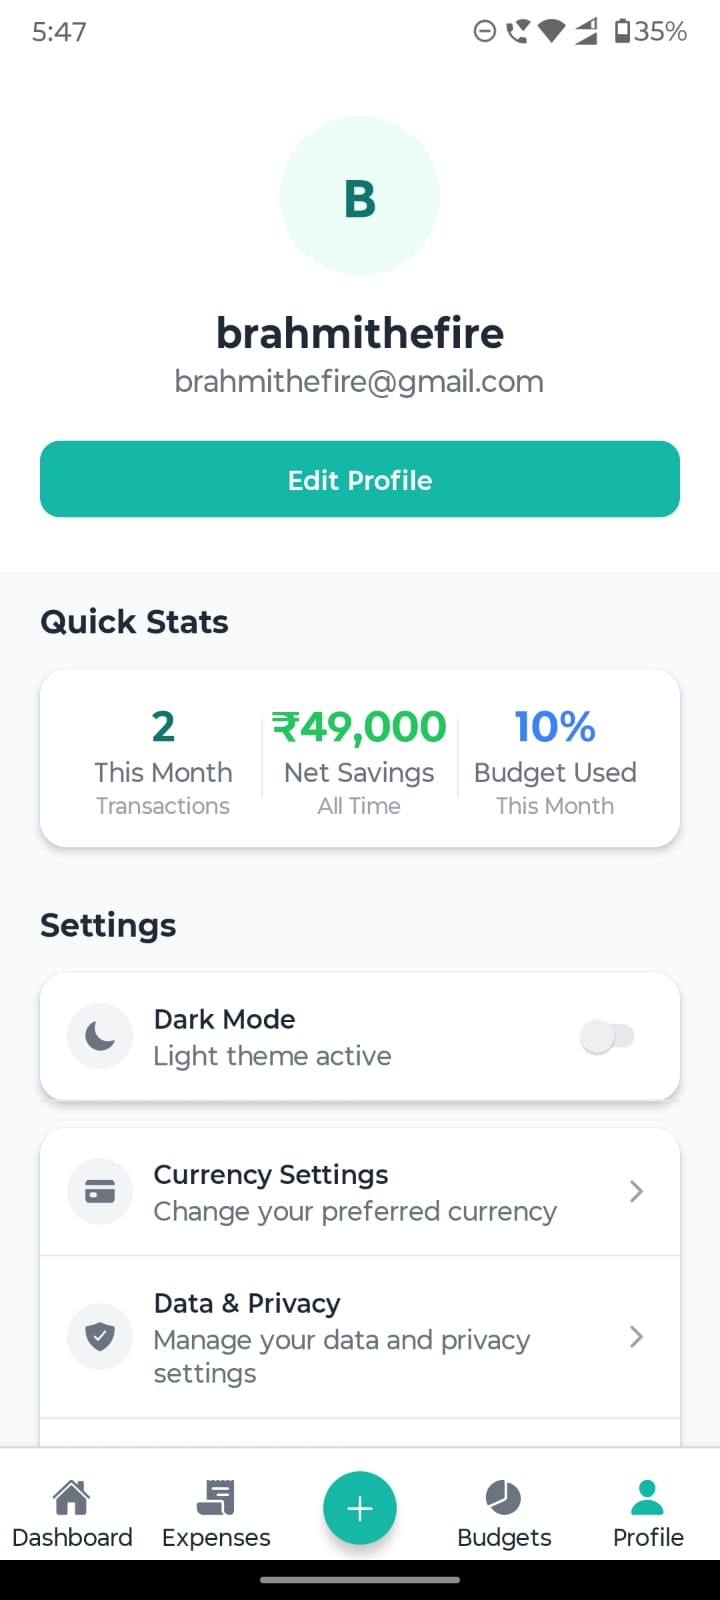 5:47
35%
B
brahmithefire
brahmithefire@gmail.com
Edit Profile
Quick Stats
2
This Month
Transactions
₹49,000
Net Savings
All Time
10%
Budget Used
This Month
Settings
Dark Mode
Light theme active
Currency Settings
Change your preferred currency
Data & Privacy
Manage your data and privacy
settings
Dashboard
Expenses
+
Budgets
Profile